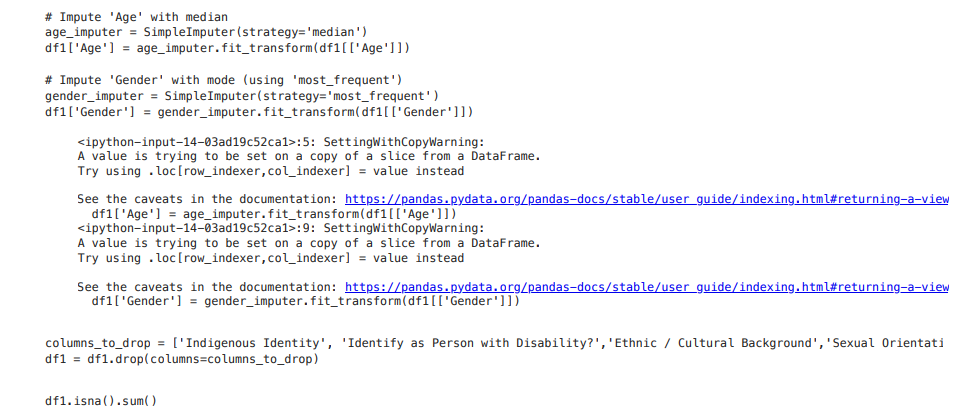 # Impute 'Age' with median
age_imputer = SimpleImputer(strategy='median')
df1['Age'] = age_imputer.fit_transform(df1[['Age']])
# Impute 'Gender' with mode (using 'most_frequent')
gender_imputer = SimpleImputer(strategy='most_frequent')
df1['Gender'] = gender_imputer.fit_transform(df1[['Gender']])
<ipython-input-14-03ad19c52ca1>:5: SettingWithCopyWarning:
A value is trying to be set on a copy of a slice from a DataFrame.
Try using .loc[row_indexer,col_indexer] = value instead
See the caveats in the documentation: https://pandas.pydata.org/pandas-docs/stable/user_guide/indexing.html#returning-a-view
df1['Age'] = age_imputer.fit_transform(df1[['Age']])
<ipython-input-14-03ad19c52ca1>:9: SettingWithCopyWarning:
A value is trying to be set on a copy of a slice from a DataFrame.
Try using .loc[row_indexer,col_indexer] = value instead
See the caveats in the documentation: https://pandas.pydata.org/pandas-docs/stable/user_guide/indexing.html#returning-a-view
df1['Gender'] = gender_imputer.fit_transform(df1[['Gender']])
columns_to_drop = ['Indigenous Identity', 'Identify as Person with Disability?','Ethnic / Cultural Background','Sexual Orientati
df1 = df1.drop(columns=columns_to_drop)
df1.isna().sum()